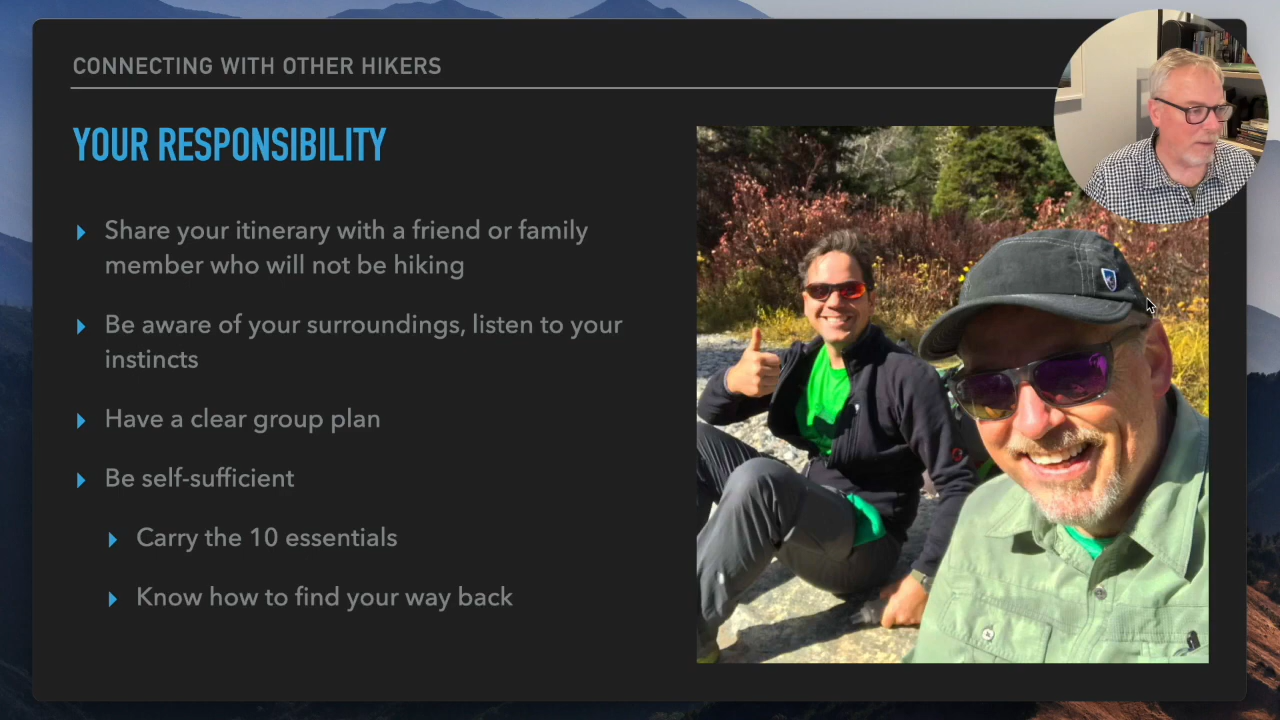 CONNECTING WITH OTHER HIKERS
YOUR RESPONSIBILITY
Share your itinerary with a friend or family
member who will not be hiking
Be aware of your surroundings, listen to your
instincts
Have a clear group plan
Be self-sufficient
Carry the 10 essentials
Know how to find your way back